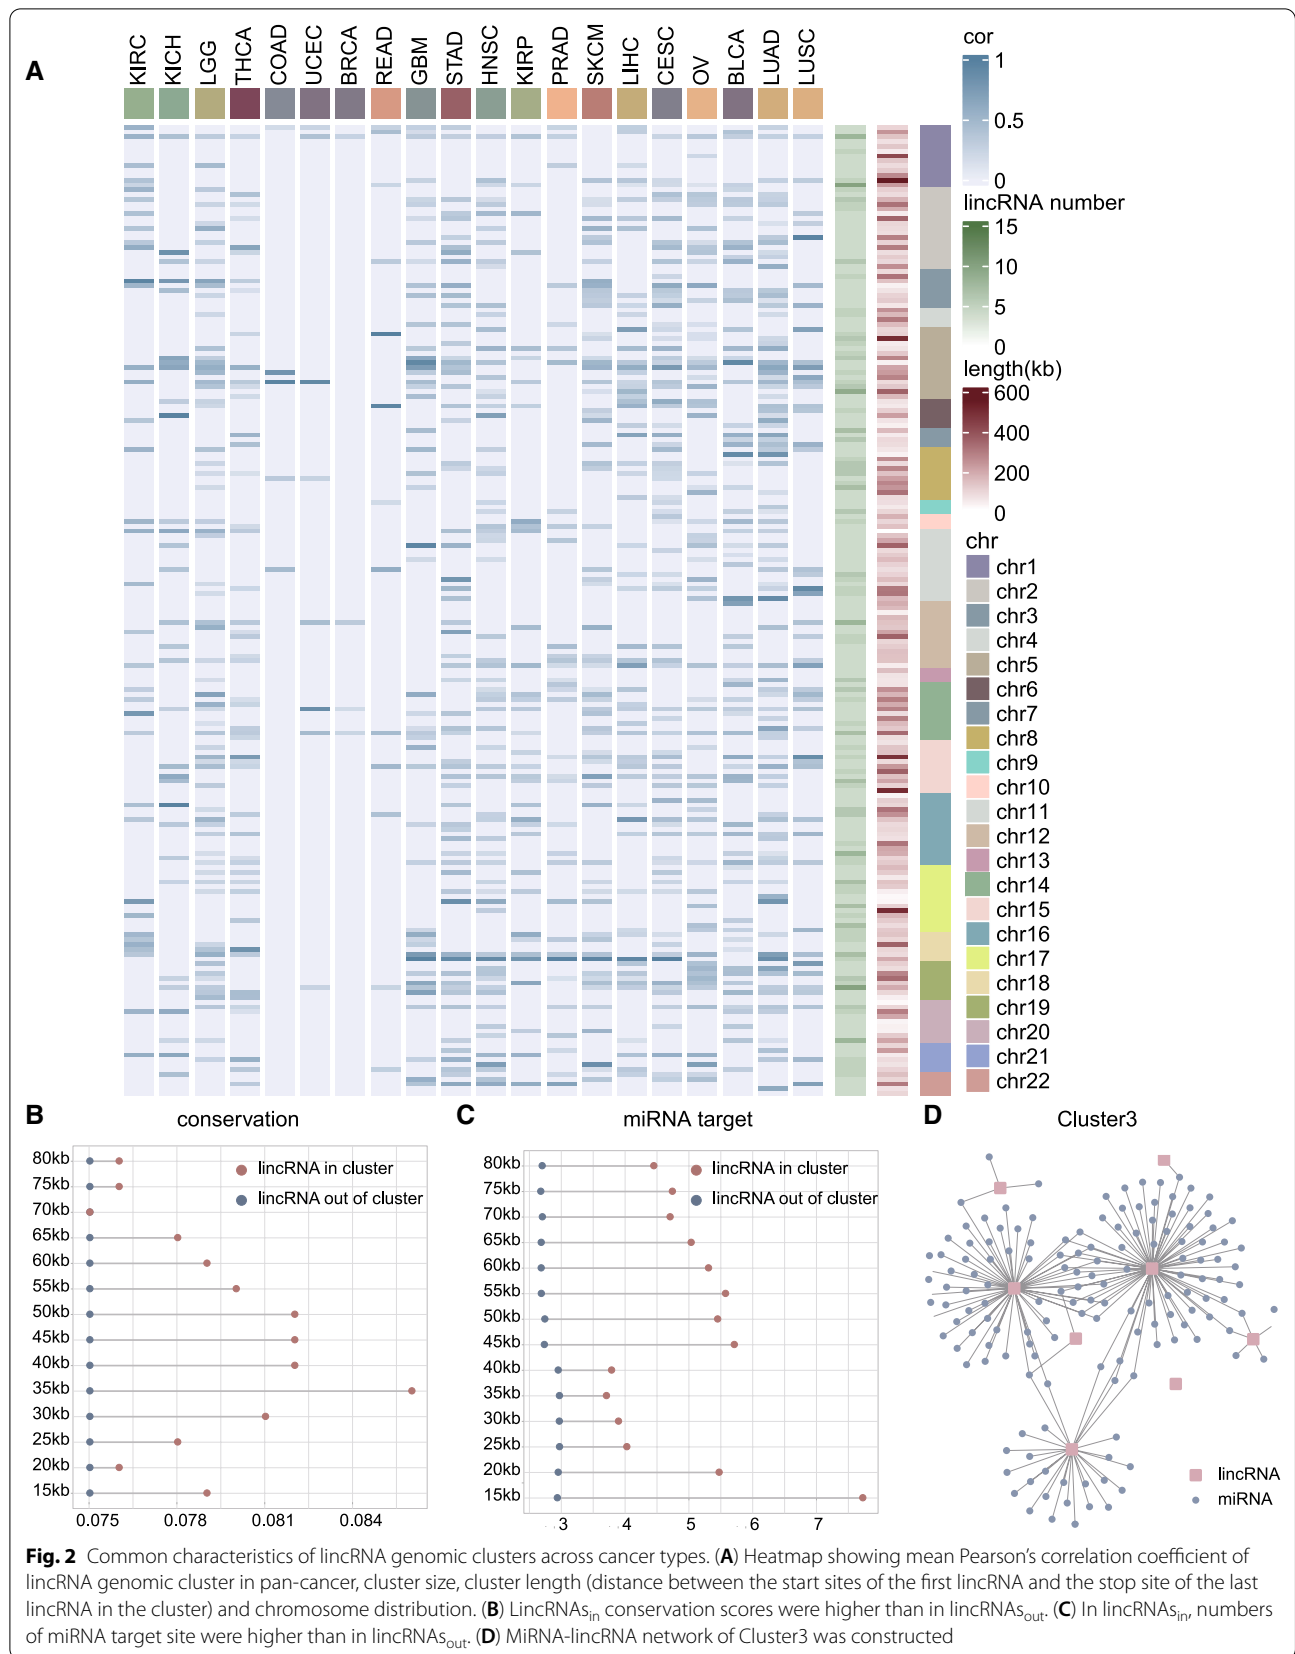 A
KIRC KICH LGG THCA COAD UCEC BRCA READ GBM STAD HNSC KIRP PRAD SKCM LIHC CESC OV BLCA LUAD LUSC
cor
1
0.5
0
lincRNA number
15
10
5
0
length(kb)
600
400
200
0
chr
chr1
chr2
chr3
chr4
chr5
chr6
chr7
chr8
chr9
chr10
chr11
chr12
chr13
chr14
chr15
chr16
chr17
chr18
chr19
chr20
chr21
chr22
B
conservation
80kb
75kb
70kb
65kb
60kb
55kb
50kb
45kb
40kb
35kb
30kb
25kb
20kb
15kb
lincRNA in cluster
lincRNA out of cluster
0.075 0.078 0.081 0.084
C
miRNA target
80kb
75kb
70kb
65kb
60kb
55kb
50kb
45kb
40kb
35kb
30kb
25kb
20kb
15kb
lincRNA in cluster
lincRNA out of cluster
3 4 5 6 7
D
Cluster3
lincRNA
miRNA
Fig. 2 Common characteristics of lincRNA genomic clusters across cancer types. (A) Heatmap showing mean Pearson's correlation coefficient of
lincRNA genomic cluster in pan-cancer, cluster size, cluster length (distance between the start sites of the first lincRNA and the stop site of the last
lincRNA in the cluster) and chromosome distribution. (B) LincRNAsin conservation scores were higher than in lincRNAsout. (C) In lincRNAsin, numbers
of miRNA target site were higher than in lincRNAsout. (D) MiRNA-lincRNA network of Cluster3 was constructed